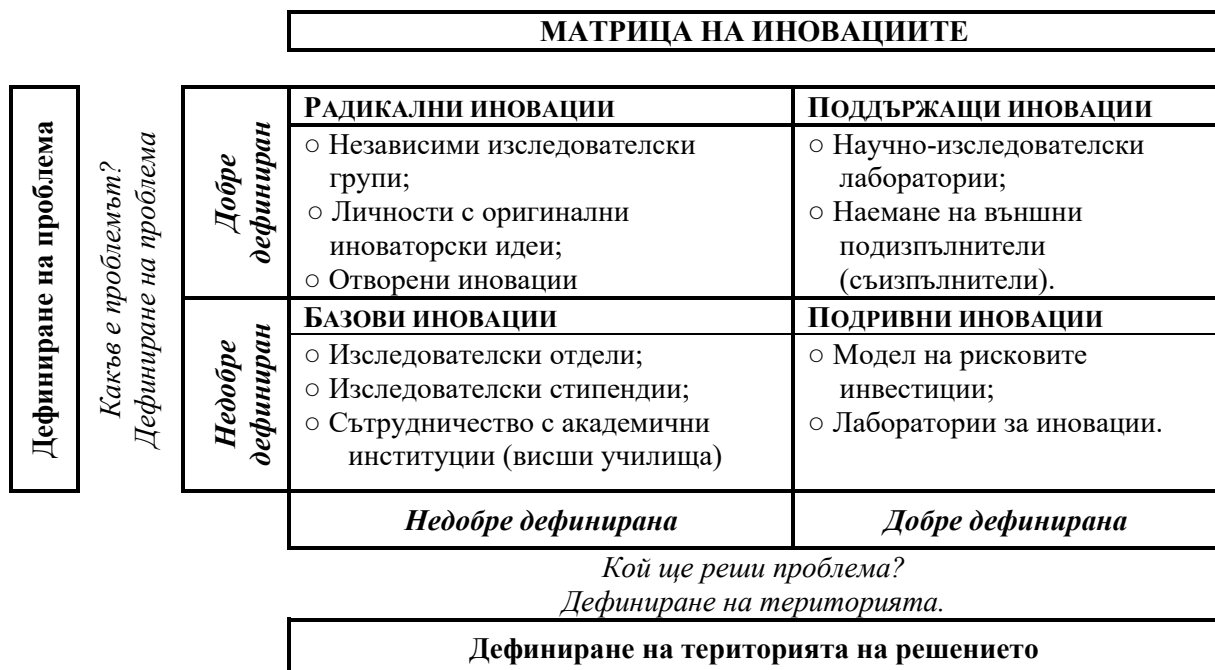 МАТРИЦА НА ИНОВАЦИИТЕ
Дефиниране на проблема
Какъв е проблемът?
Дефиниране на проблема
Добре
дефиниран
РАДИКАЛНИ ИНОВАЦИИ
○ Независими изследователски
групи;
○ Личности с оригинални
иноваторски идеи;
○ Отворени иновации
ПОДДЪРЖАЩИ ИНОВАЦИИ
○ Научно-изследователски
лаборатории;
○ Наемане на външни
подизпълнители
(съизпълнители).
Недобре
дефиниран
БАЗОВИ ИНОВАЦИИ
○ Изследователски отдели;
○ Изследователски стипендии;
○ Сътрудничество с академични
институции (висши училища)
ПОДРИВНИ ИНОВАЦИИ
○ Модел на рисковите
инвестиции;
○ Лаборатории за иновации.
Недобре дефинирана
Добре дефинирана
Кой ще реши проблема?
Дефиниране на територията.
Дефиниране на територията на решението